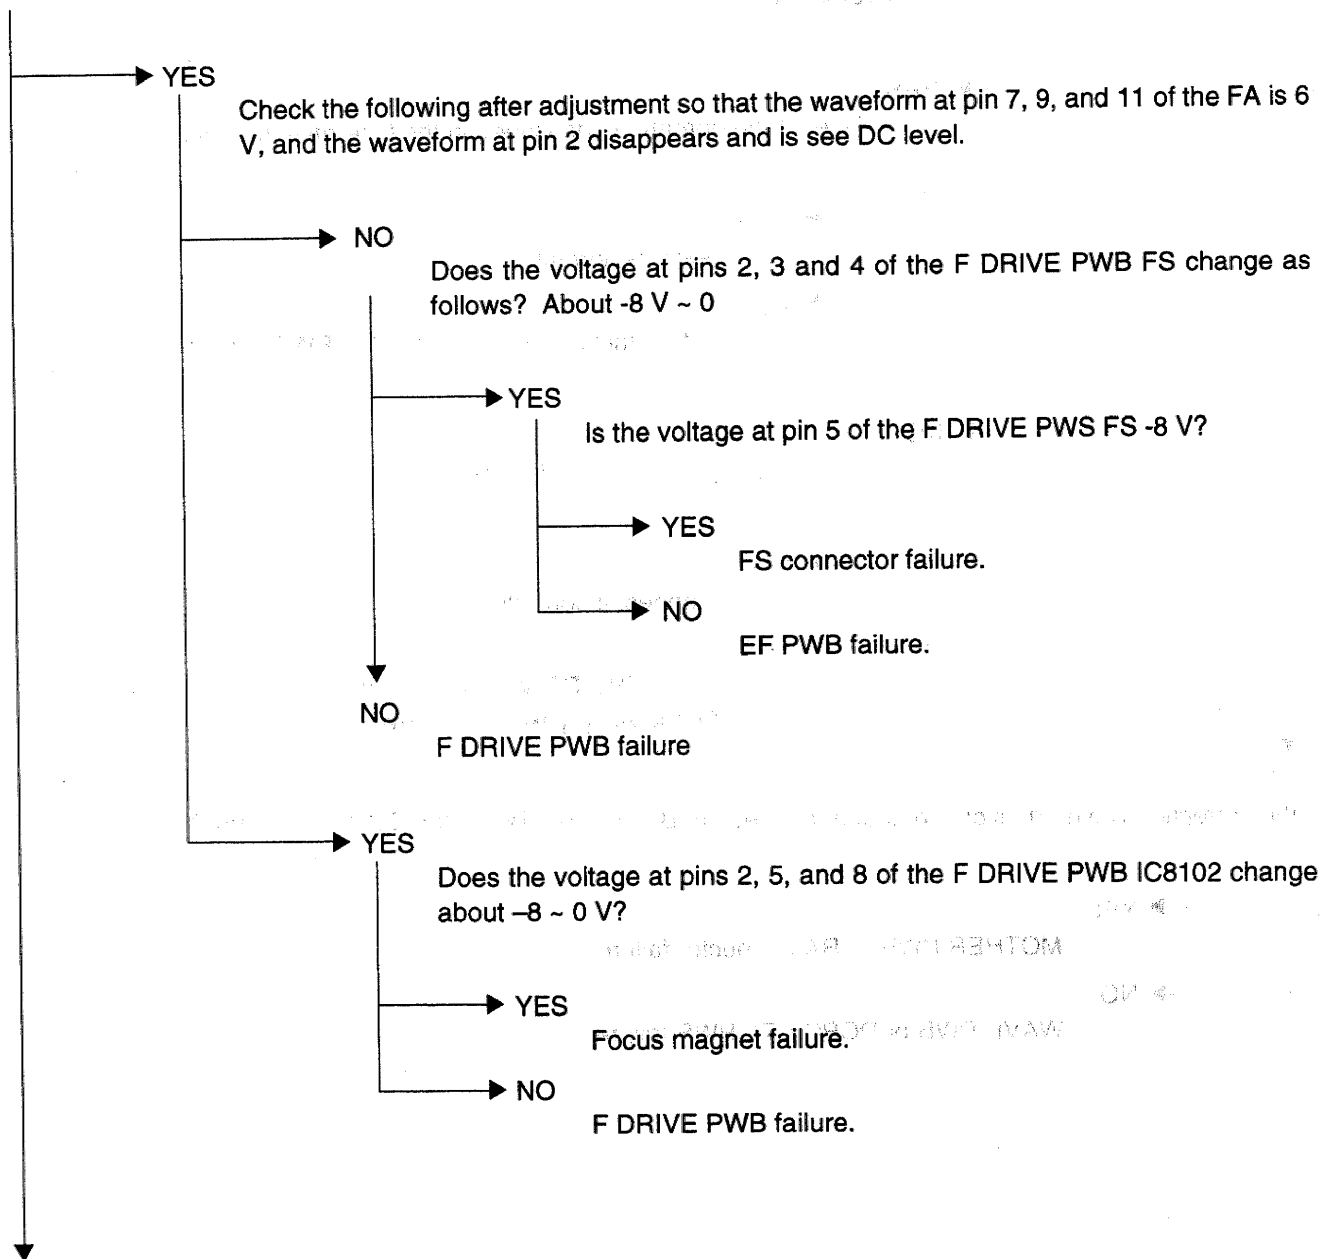 YES
Check the following after adjustment so that the waveform at pin 7, 9, and 11 of the FA is 6
V, and the waveform at pin 2 disappears and is see DC level.
NO
Does the voltage at pins 2, 3 and 4 of the F DRIVE PWB FS change as
follows? About -8 V ~ 0
YES
Is the voltage at pin 5 of the F DRIVE PWS FS -8 V?
YES
FS connector failure.
NO
EF PWB failure.
NO
F DRIVE PWB failure
YES
Does the voltage at pins 2, 5, and 8 of the F DRIVE PWB IC8102 change
about –8 ~ 0 V?
YES
Focus magnet failure.
NO
F DRIVE PWB failure.